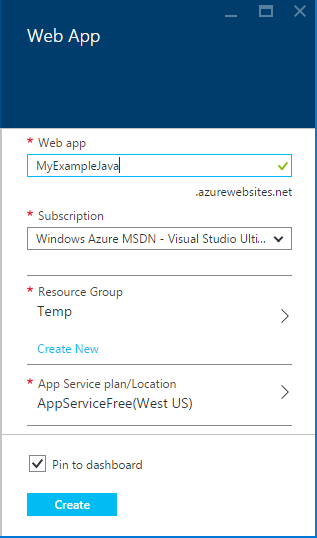 Web App
* Web app
MyExampleJava
.azurewebsites.net
* Subscription
Windows Azure MSDN - Visual Studio Ulti...
* Resource Group
Temp
Create New
* App Service plan/Location
AppServiceFree(West US)
Pin to dashboard
Create